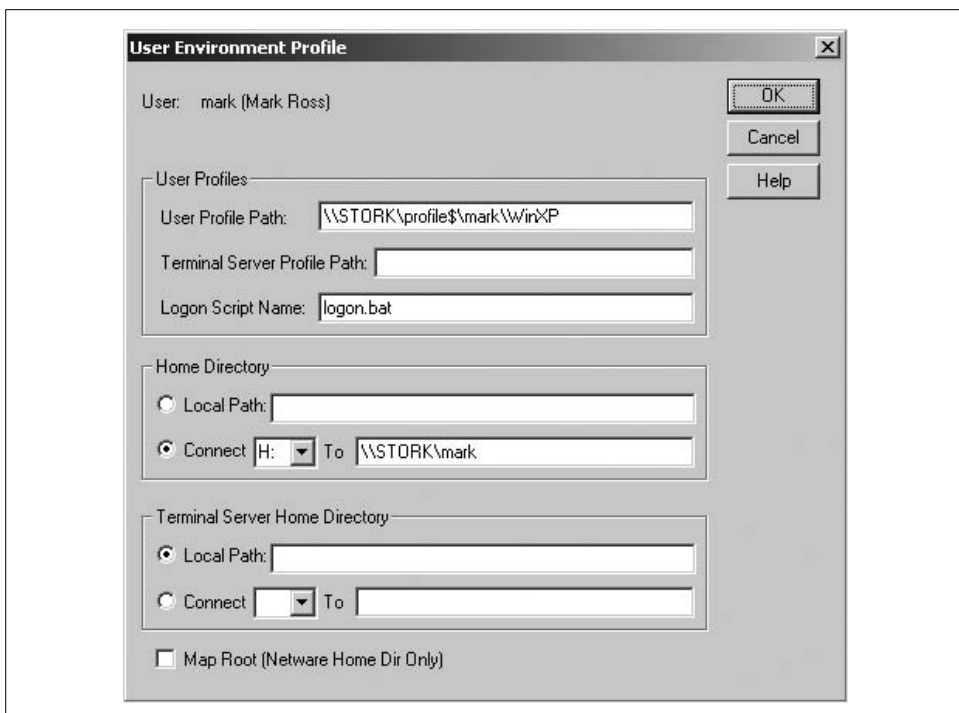 User Environment Profile
User: mark (Mark Ross)
OK
Cancel
Help
User Profiles
User Profile Path: \\STORK\profile$\mark\WinXP
Terminal Server Profile Path:
Logon Script Name: logon.bat
Home Directory
Local Path:
Connect H: To \\STORK\mark
Terminal Server Home Directory
Local Path:
Connect To
Map Root (Netware Home Dir Only)